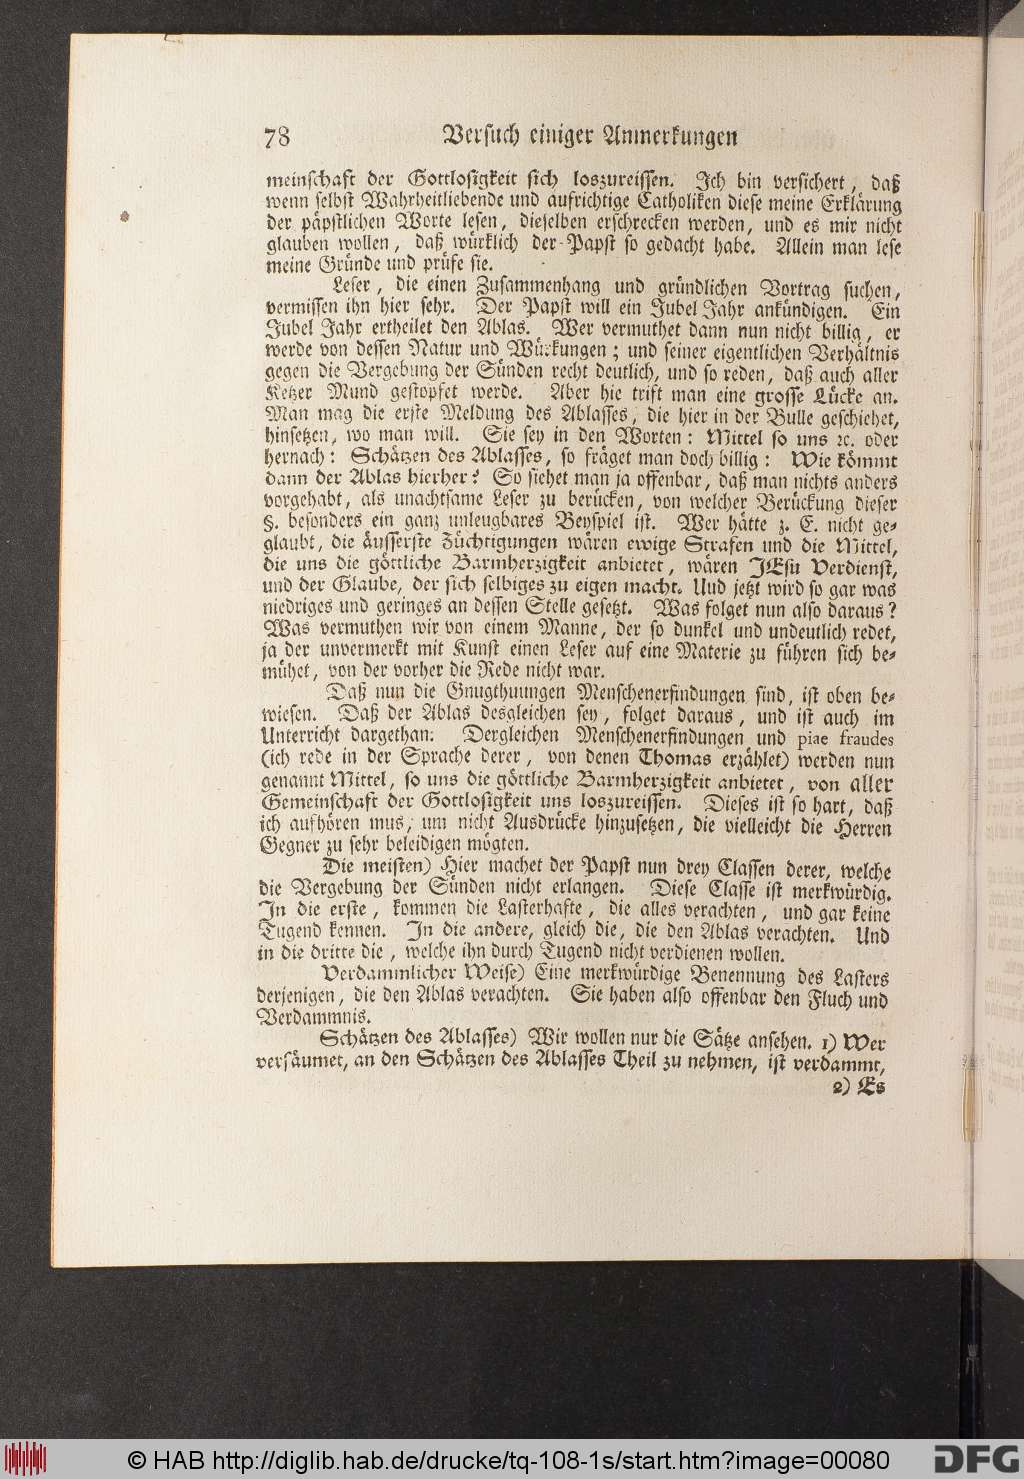 78 Versuch einiger Anmerkungen
meinschaft der Gottlosigkeit sich loszureissen. Ich bin versichert, daß
wenn selbst Wahrheitliebende und aufrichtige Catholiken diese meine Erklärung
der päpstlichen Worte lesen, dieselben erschrecken werden, und es mir nicht
glauben wollen, daß würklich der Papst so gedacht habe. Allein man lese
meine Gründe und prüfe sie.
Leser, die einen Zusammenhang und gründlichen Vortrag suchen,
vermissen ihn hier sehr. Der Papst will ein Jubel Jahr ankündigen. Ein
Jubel Jahr ertheilet den Ablas. Wer vermuthet dann nun nicht billig, er
werde von dessen Natur und Würkungen; und seiner eigentlichen Verhältnis
gegen die Vergebung der Sünden recht deutlich, und so reden, daß auch aller
Ketzer Mund gestopfet werde. Aber hie trift man eine grosse Lücke an.
Man mag die erste Meldung des Ablasses, die hier in der Bulle geschiehet,
hinsetzen, wo man will. Sie sey in den Worten: Mittel so uns ꝛc. oder
hernach: Schätzen des Ablasses, so fräget man doch billig: Wie kömmt
dann der Ablas hierher? So siehet man ja offenbar, daß man nichts anders
vorgehabt, als unachtsame Leser zu berücken, von welcher Berückung dieser
§. besonders ein ganz unleugbares Beyspiel ist. Wer hätte z. E. nicht ge-
glaubt, die äusserste Züchtigungen wären ewige Strafen und die Mittel,
die uns die göttliche Barmherzigkeit anbietet, wären JEsu Verdienst,
und der Glaube, der sich selbiges zu eigen macht. Und jetzt wird so gar was
niedriges und geringes an dessen Stelle gesetzt. Was folget nun also daraus?
Was vermuthen wir von einem Manne, der so dunkel und undeutlich redet,
ja der unvermerkt mit Kunst einen Leser auf eine Materie zu führen sich be-
mühet, von der vorher die Rede nicht war.
Daß nun die Gnugthuungen Menschenerfindungen sind, ist oben be-
wiesen. Daß der Ablas desgleichen sey, folget daraus, und ist auch im
Unterricht dargethan. Dergleichen Menschenerfindungen und piae fraudes
(ich rede in der Sprache derer, von denen Thomas erzählet) werden nun
genannt Mittel, so uns die göttliche Barmherzigkeit anbietet, von aller
Gemeinschaft der Gottlosigkeit uns loszureissen. Dieses ist so hart, daß
ich aufhören mus, um nicht Ausdrücke hinzusetzen, die vielleicht die Herren
Gegner zu sehr beleidigen mögten.
Die meisten) Hier machet der Papst nun drey Classen derer, welche
die Vergebung der Sünden nicht erlangen. Diese Classe ist merkwürdig.
In die erste, kommen die Lasterhafte, die alles verachten, und gar keine
Tugend kennen. In die andere, gleich die, die den Ablas verachten. Und
in die dritte die, welche ihn durch Tugend nicht verdienen wollen.
Verdammlicher Weise) Eine merkwürdige Benennung des Lasters
derjenigen, die den Ablas verachten. Sie haben also offenbar den Fluch und
Verdammnis.
Schätzen des Ablasses) Wir wollen nur die Sätze ansehen. 1) Wer
versäumet, an den Schätzen des Ablasses Theil zu nehmen, ist verdammt,
2) Es
© HAB http://diglib.hab.de/drucke/tq-108-1s/start.htm?image=00080
DFG